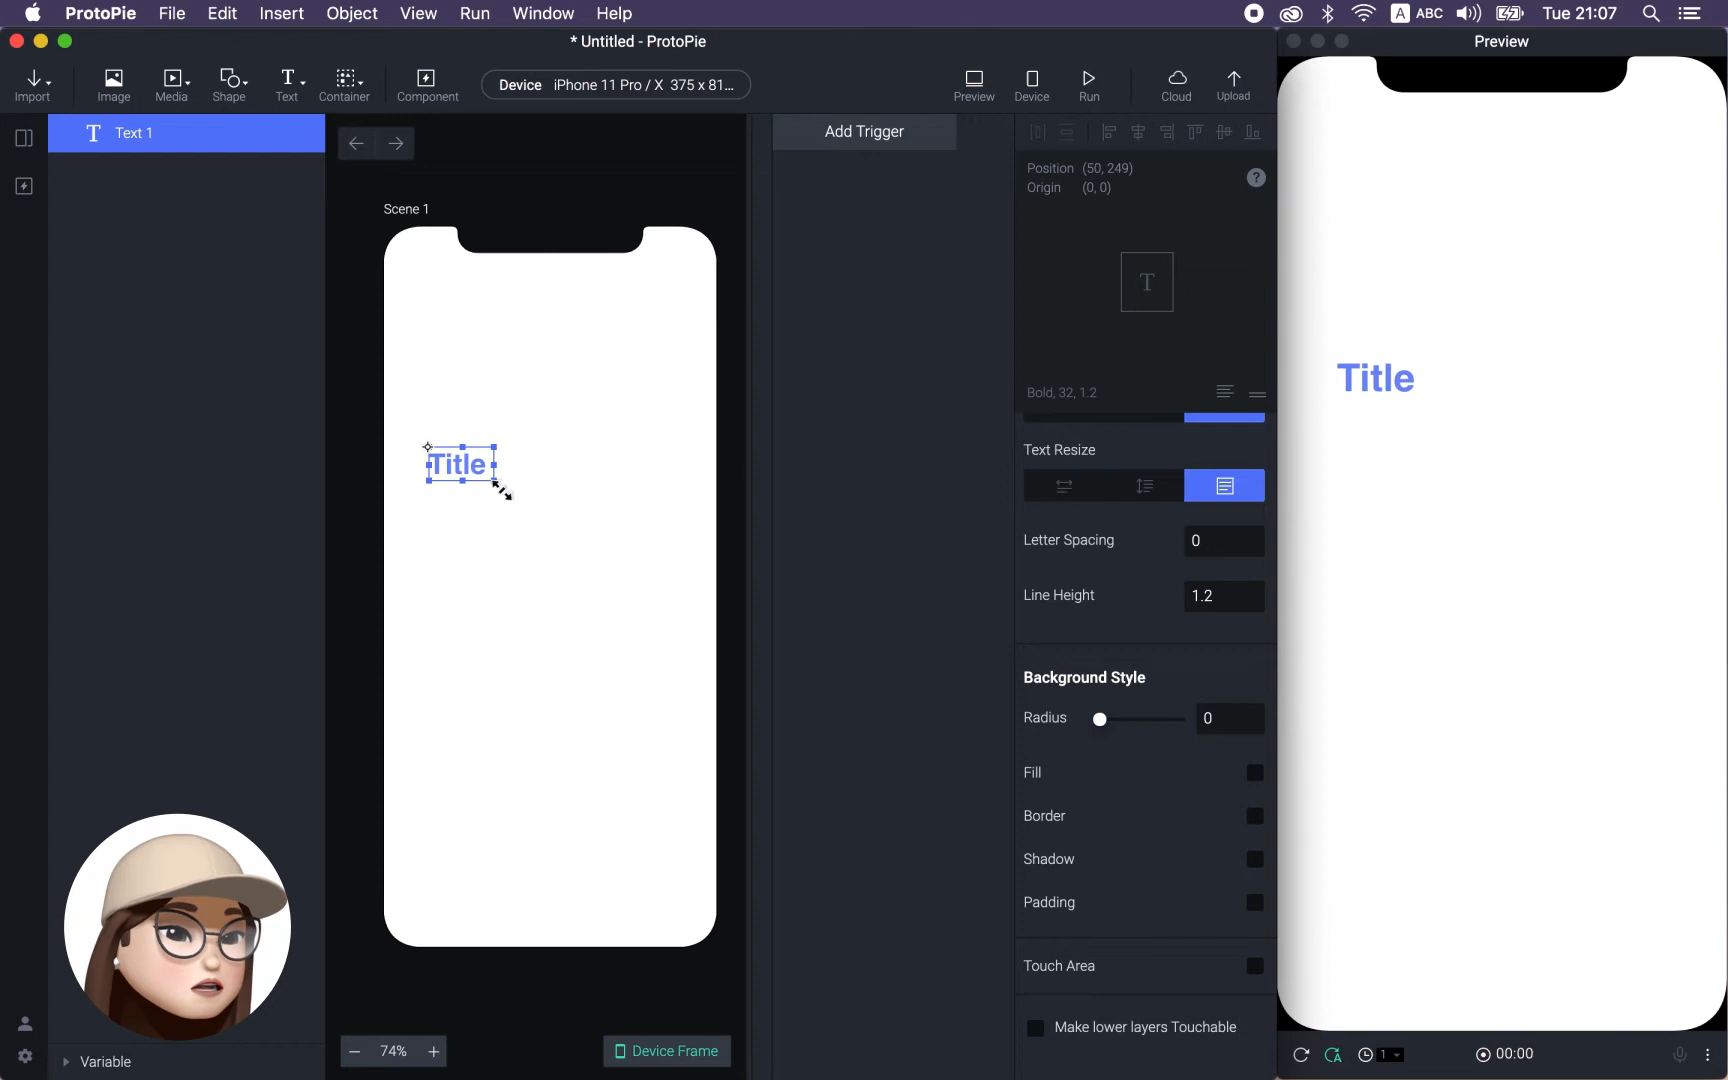 ProtoPie File Edit Insert Object View Run Window Help
A ABC Tue 21:07
* Untitled - ProtoPie
Preview
Import Image Media Shape Text Container Component
Device iPhone 11 Pro / X 375 x 81...
Preview Device Run Cloud Upload
T Text 1
Scene 1
Title
Add Trigger
Position (50, 249)
Origin (0, 0)
?
T
Bold, 32, 1.2
Text Resize
Letter Spacing 0
Line Height 1.2
Background Style
Radius 0
Fill
Border
Shadow
Padding
Touch Area
Make lower layers Touchable
Title
Variable
74%
Device Frame
1
00:00